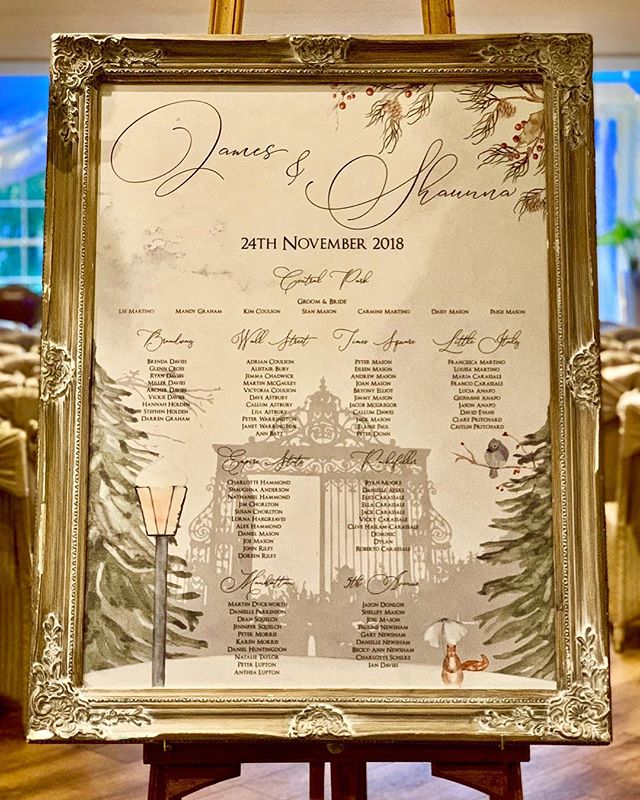 James & Shaunna
24TH NOVEMBER 2018
Central Park
GROOM & BRIDE
LEE MARTINO MANDY GRAHAM KIM COULSON SEAN MASON CARMINE MARTINO DAISY MASON PAIGE MASON
Broadway
BRENDA DAVIES
GLENN CROSS
RYAN DAVIES
MILLER DAVIES
ARCHER DAVIES
VICKIE DAVIES
HANNAH HOLDEN
STEPHEN HOLDEN
DARREN GRAHAM
Wall Street
ADRIAN COULSON
ALISTAIR BURY
JEMMA CHADWICK
MARTIN MCGAULEY
VICTORIA COULSON
DAVE ASTBURY
CALLUM ASTBURY
LISA ASTBURY
PETER WARRINGTON
JANET WARRINGTON
ANN BATT
Times Square
PETER MASON
EILEEN MASON
ANDREW MASON
JOAN MASON
BRYONY ELLIOT
JIMMY MASON
JACOB MCGREGOR
CALLUM DAWES
JACK MASON
ELAINE PAUL
PETER DUNN
Little Italy
FRANCESCA MARTINO
LOUISA MARTINO
MARIA CARASSALE
FRANCO CARASSALE
LUCIA ANAPO
GIOVANNI ANAPO
JASON ANAPO
DAVID EVANS
CLARE PRITCHARD
CAITLIN PRITCHARD
Empire State
CHARLOTTE HAMMOND
SHAUGHNA ANDERSON
NATHANIEL HAMMOND
JIM CHORLTON
SUSAN CHORLTON
LORNA HARGREAVES
ALEX HAMMOND
DANIEL MASON
JOE MASON
JOHN RILEY
DOREEN RILEY
Rockefeller
RYAN MOORE
DANIELLE AYERS
ELIO CARASSALE
ELLA CARASSALE
JACK CARASSALE
VICKY CARASSALE
CLIVE HASLAM-CARASSALE
DOMINIC
DYLAN
ROBERTO CARASSALE
Manhattan
MARTIN DUCKWORTH
DANIELLE PARKINSON
DEAN SQUELCH
JENNIFER SQUELCH
PETER MORRIS
KAREN MORRIS
DANIEL HUNTINGDON
NATALIE TAYLOR
PETER LUPTON
ANTHEA LUPTON
5th Avenue
JASON DONLON
SHELLEY MASON
JOEL MASON
PAULINE NEWSHAM
GARY NEWSHAM
DANIELLE NEWSHAM
BECKY-ANN NEWSHAM
CHARLOTTE SCHILKE
IAN DAVIES